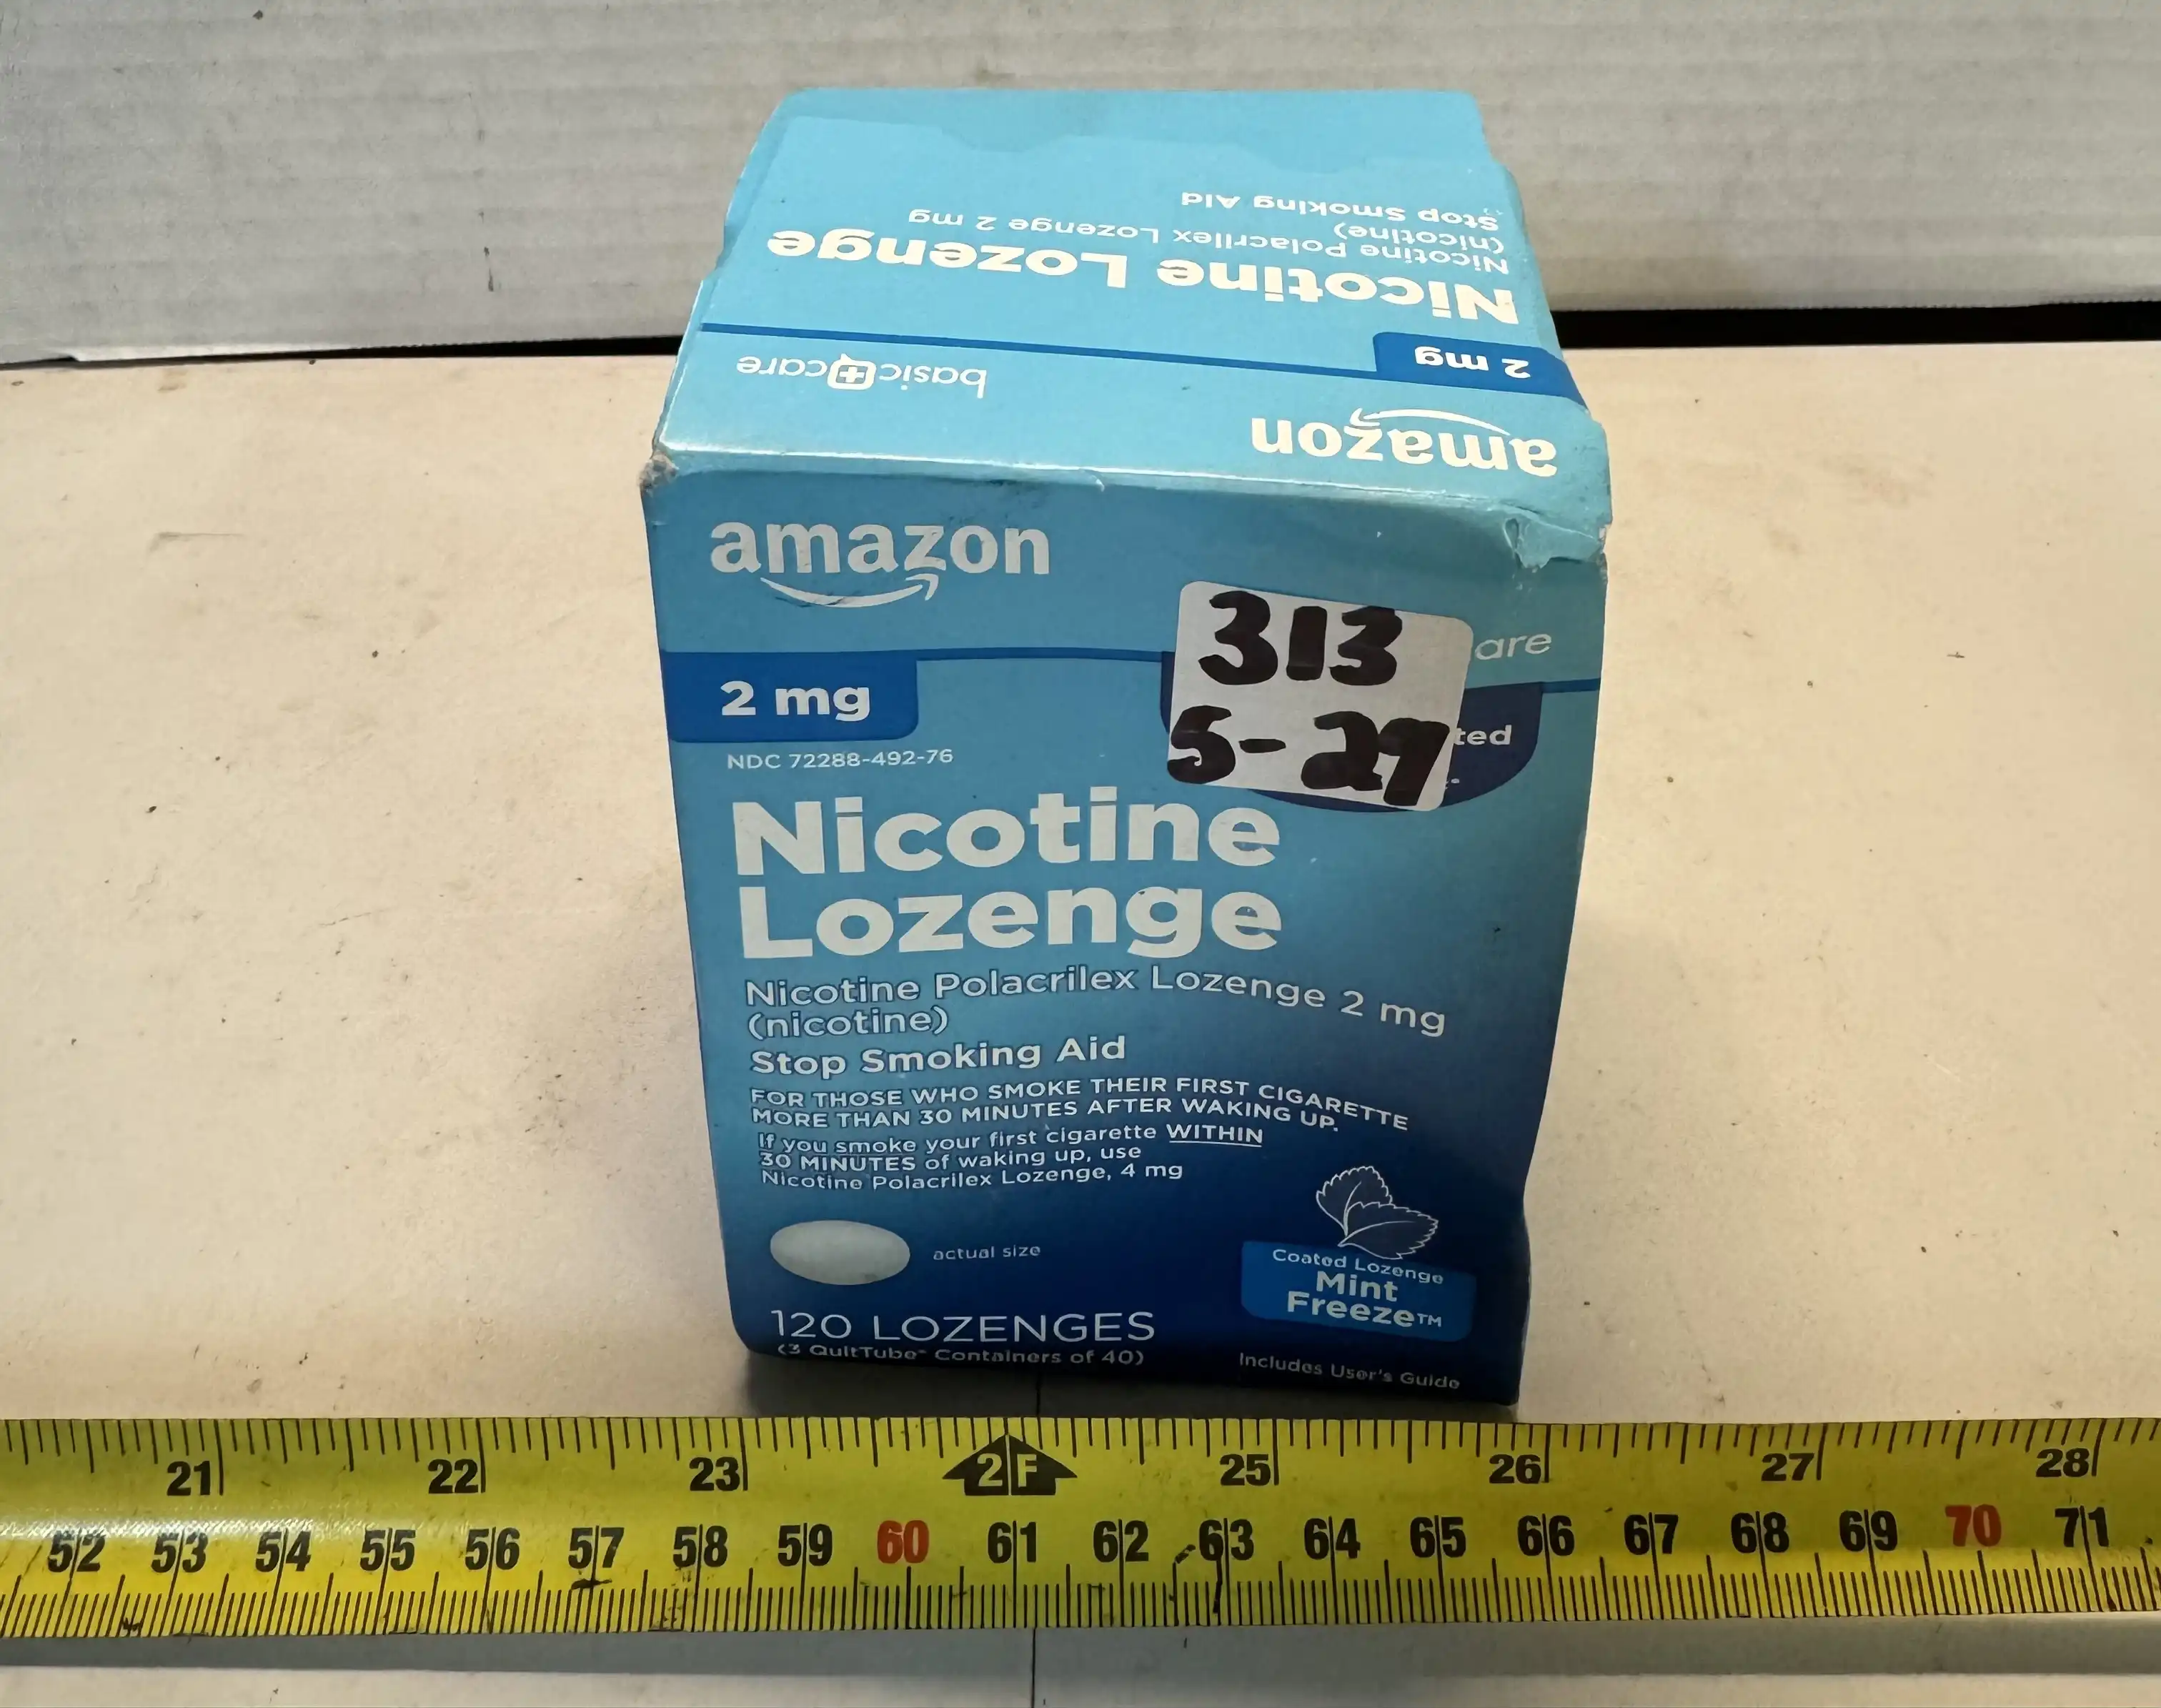 Stop Smoking Aid
(nicotine)
Nicotine Polacrilex Lozenge 2 mg
Nicotine Lozenge
2 mg
basic care
amazon
amazon
313
are
2 mg
5-29
ted
NDC 72288-492-76
Nicotine
Lozenge
Nicotine Polacrilex Lozenge 2 mg
(nicotine)
Stop Smoking Aid
FOR THOSE WHO SMOKE THEIR FIRST CIGARETTE
MORE THAN 30 MINUTES AFTER WAKING UP.
If you smoke your first cigarette WITHIN
30 MINUTES of waking up, use
Nicotine Polacrilex Lozenge, 4 mg
actual size
Coated Lozenge
Mint
Freeze™
120 LOZENGES
(3 QuitTube™ Containers of 40)
Includes User's Guide
21 22 23 2F 25 26 27 28
52 53 54 55 56 57 58 59 60 61 62 63 64 65 66 67 68 69 70 71